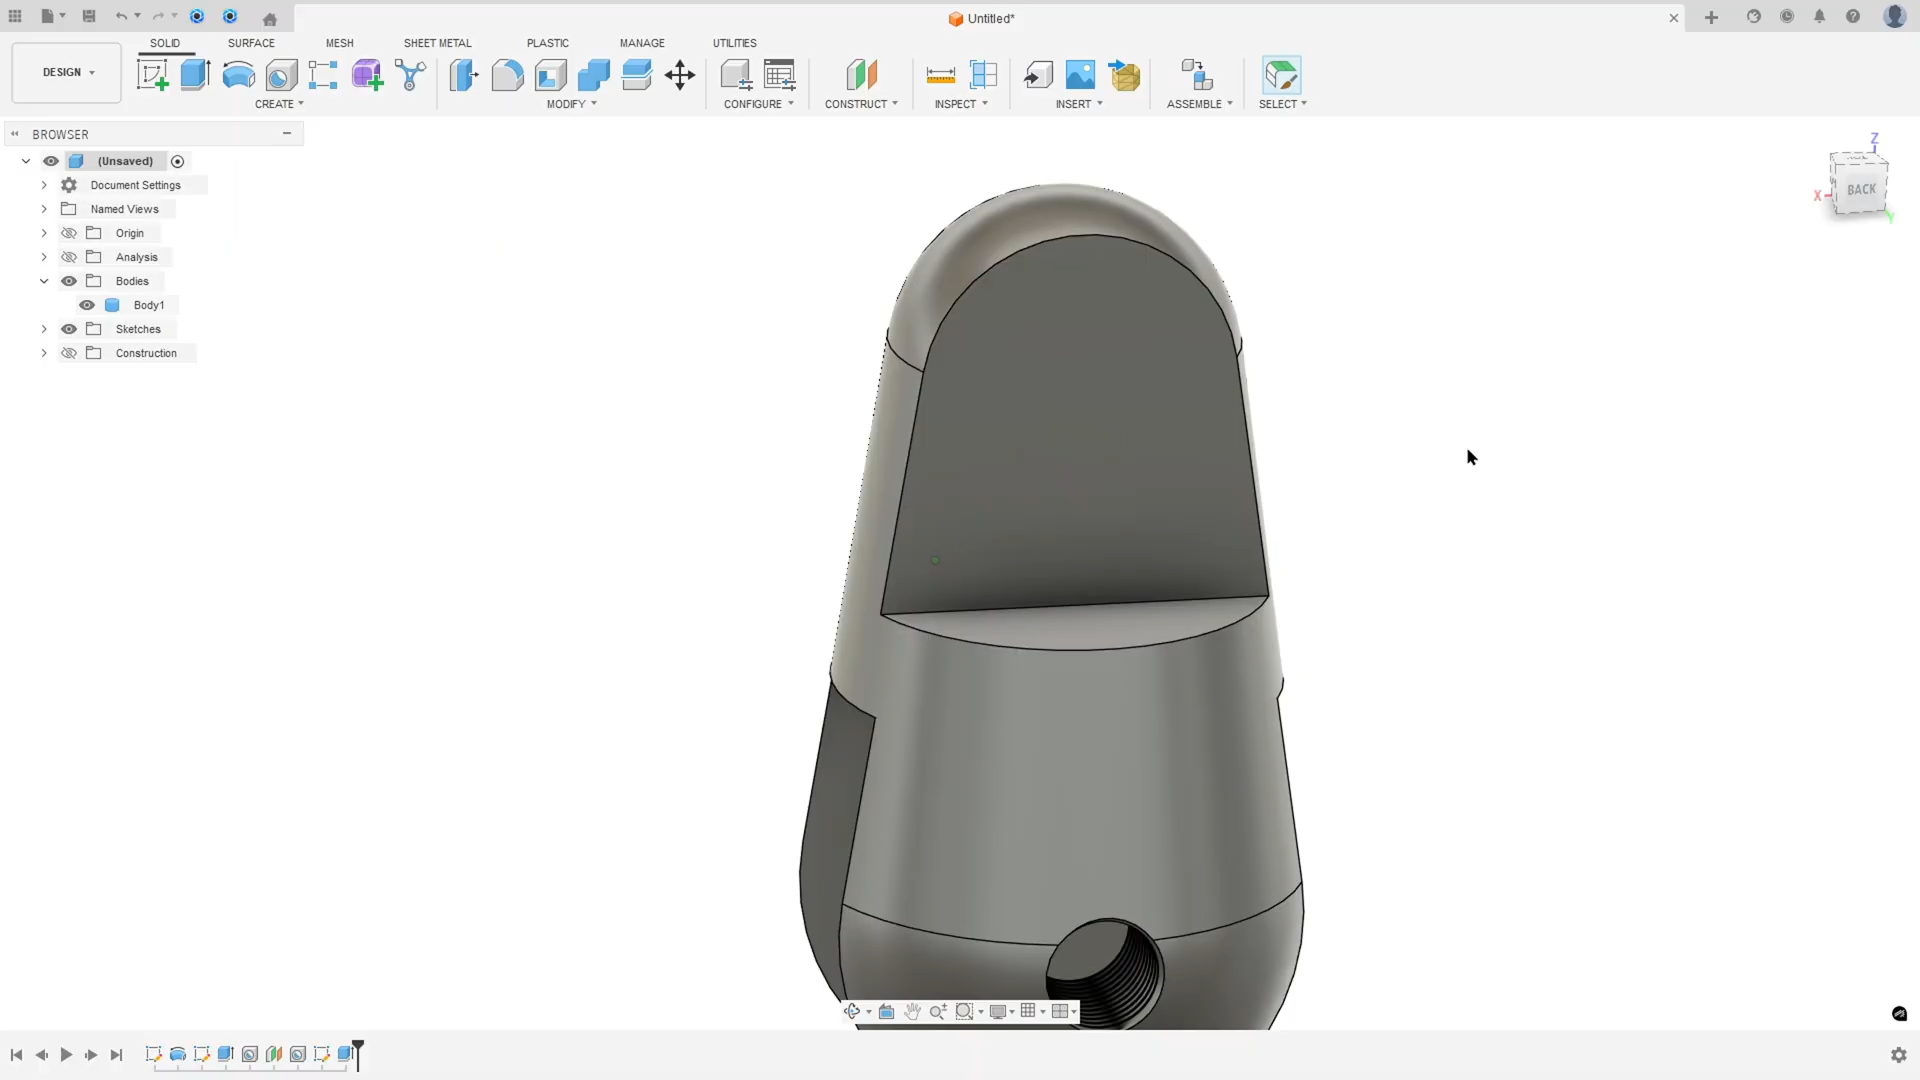 Untitled*
SOLID
SURFACE
MESH
SHEET METAL
PLASTIC
MANAGE
UTILITIES
DESIGN
CREATE
MODIFY
CONFIGURE
CONSTRUCT
INSPECT
INSERT
ASSEMBLE
SELECT
BROWSER
(Unsaved)
Document Settings
Named Views
Origin
Analysis
Bodies
Body1
Sketches
Construction
Z
BACK
X
Y